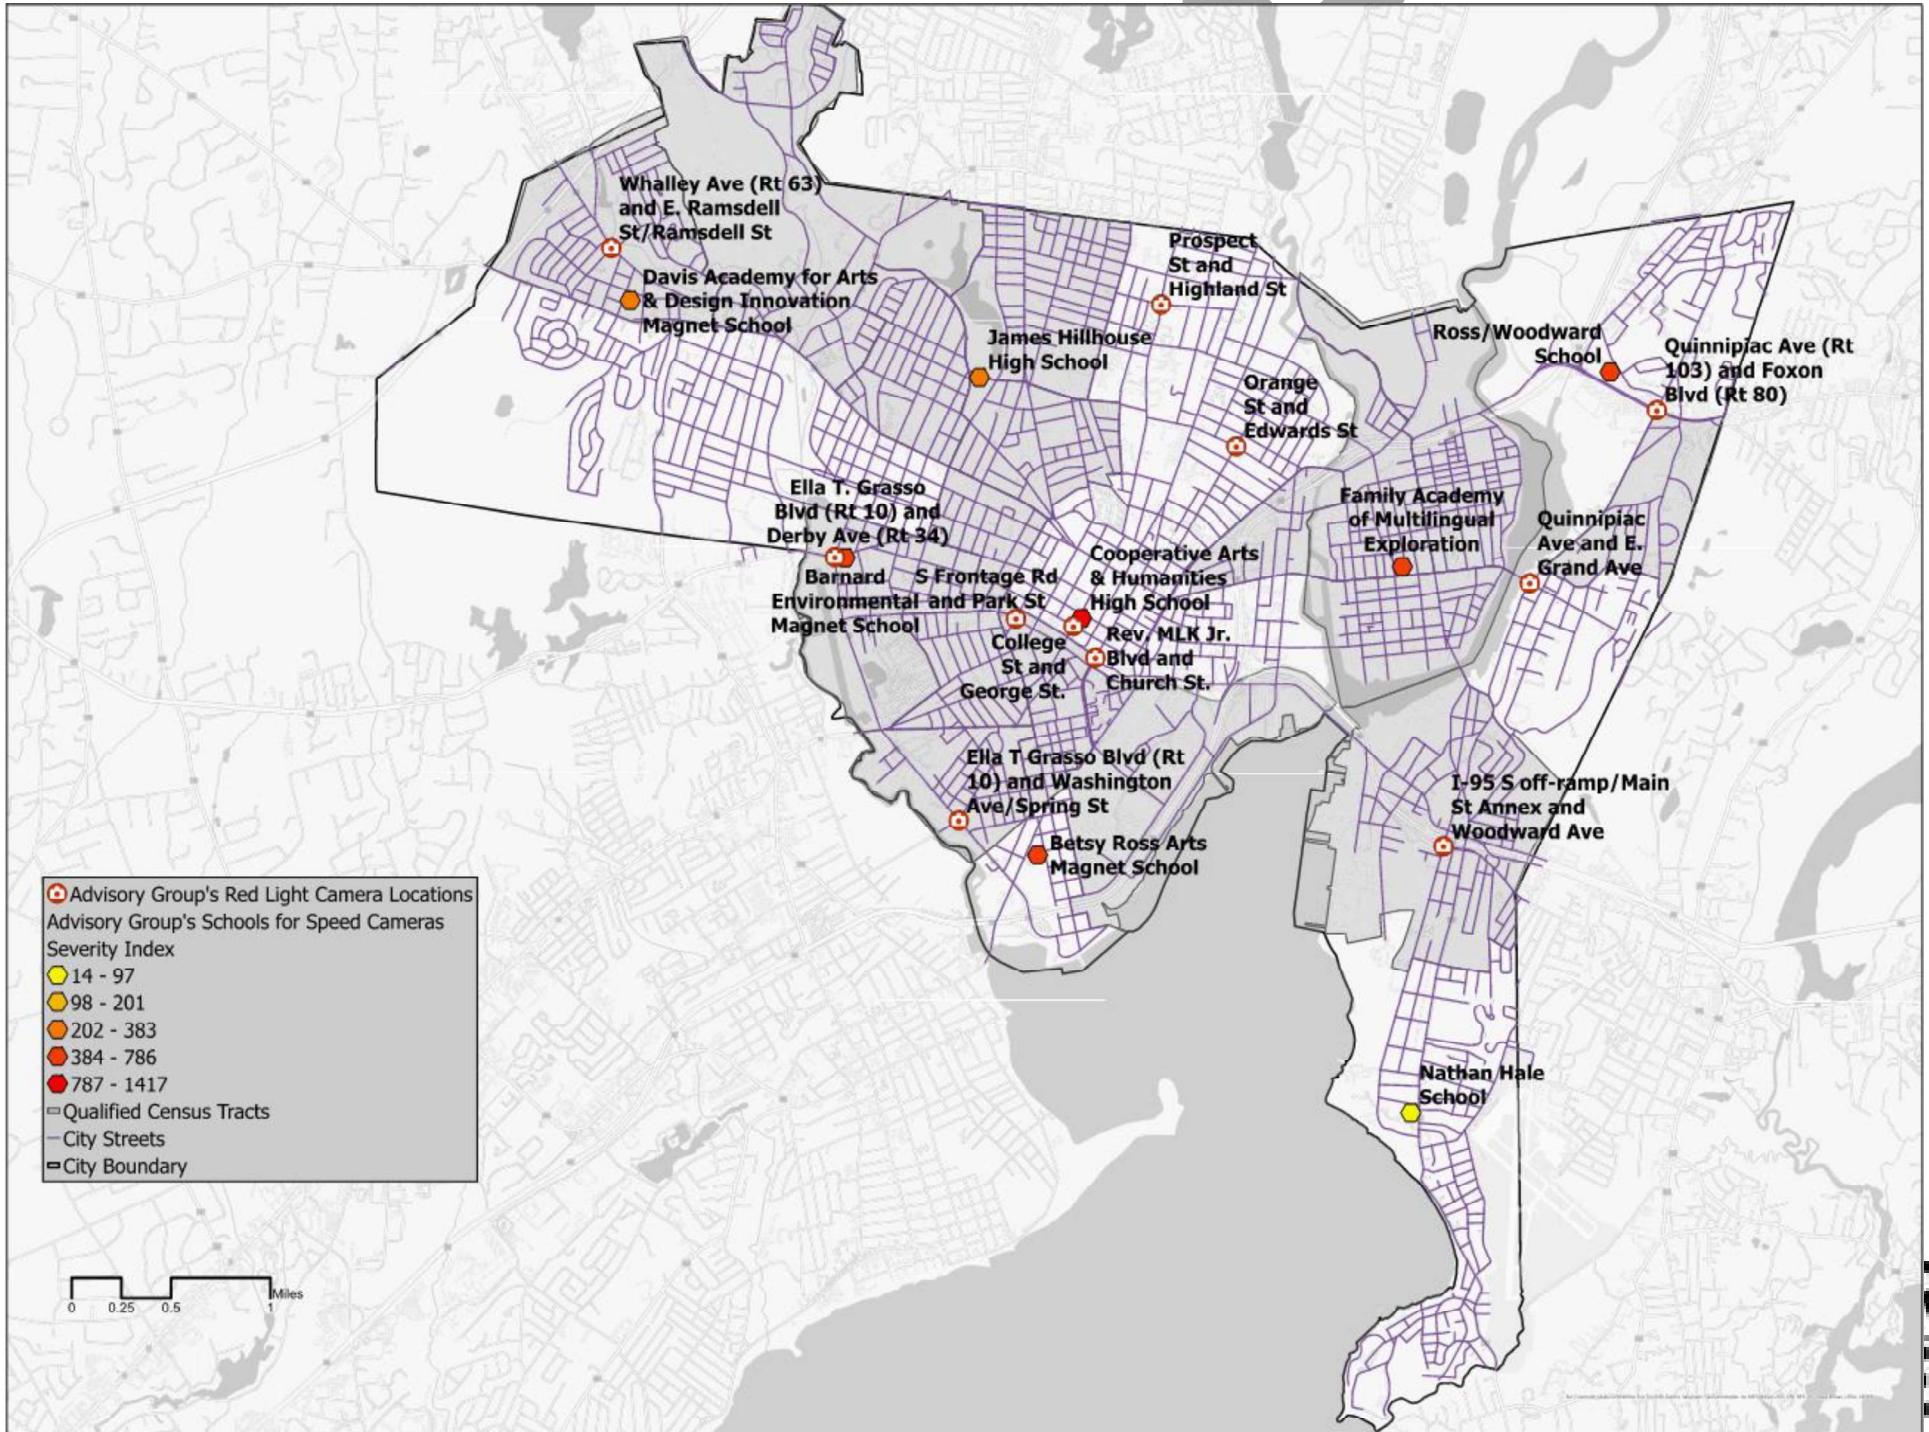 Whalley Ave (Rt 63)
and E. Ramsdell
St/Ramsdell St
Davis Academy for Arts
& Design Innovation
Magnet School
Prospect
St and
Highland St
James Hillhouse
High School
Orange
St and
Edwards St
Ross/Woodward
School
Quinnipiac Ave (Rt
103) and Foxon
Blvd (Rt 80)
Ella T. Grasso
Blvd (Rt 10) and
Derby Ave (Rt 34)
Family Academy
of Multilingual
Exploration
Quinnipiac
Ave and E.
Grand Ave
Barnard
Environmental
Magnet School
S Frontage Rd
and Park St
Cooperative Arts
& Humanities
High School
College
St and
George St.
Rev. MLK Jr.
Blvd and
Church St.
Ella T Grasso Blvd (Rt
10) and Washington
Ave/Spring St
Betsy Ross Arts
Magnet School
I-95 S off-ramp/Main
St Annex and
Woodward Ave
Nathan Hale
School
Advisory Group's Red Light Camera Locations
Advisory Group's Schools for Speed Cameras
Severity Index
14 - 97
98 - 201
202 - 383
384 - 786
787 - 1417
Qualified Census Tracts
City Streets
City Boundary
Miles
0 0.25 0.5 1